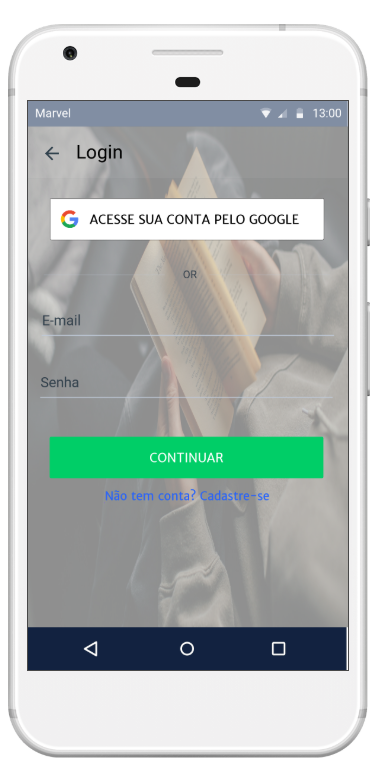 Marvel 13:00
Login
ACESSE SUA CONTA PELO GOOGLE
OR
E-mail
Senha
CONTINUAR
Não tem conta? Cadastre-se